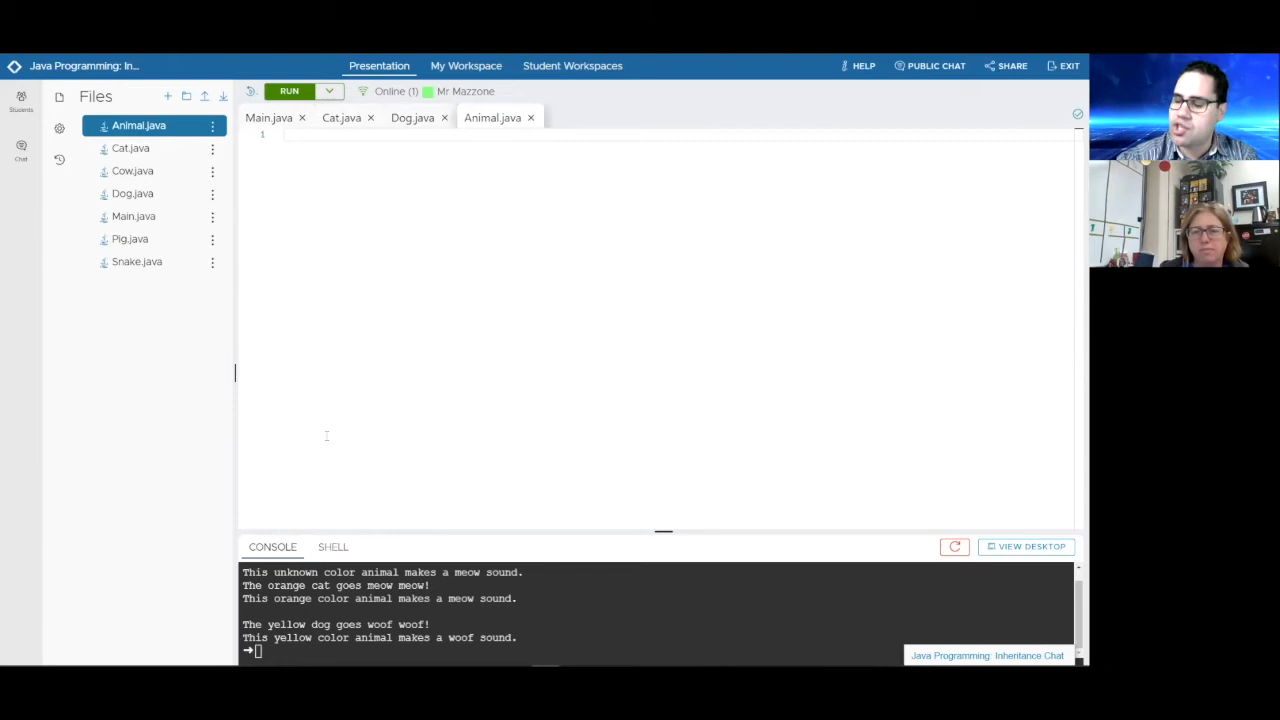 Java Programming: In...
Presentation
My Workspace
Student Workspaces
HELP
PUBLIC CHAT
SHARE
EXIT
Students
Chat
Files
Animal.java
Cat.java
Cow.java
Dog.java
Main.java
Pig.java
Snake.java
RUN
Online (1)
Mr Mazzone
Main.java
Cat.java
Dog.java
Animal.java
1
CONSOLE
SHELL
VIEW DESKTOP
This unknown color animal makes a meow sound.
The orange cat goes meow meow!
This orange color animal makes a meow sound.
The yellow dog goes woof woof!
This yellow color animal makes a woof sound.
Java Programming: Inheritance Chat